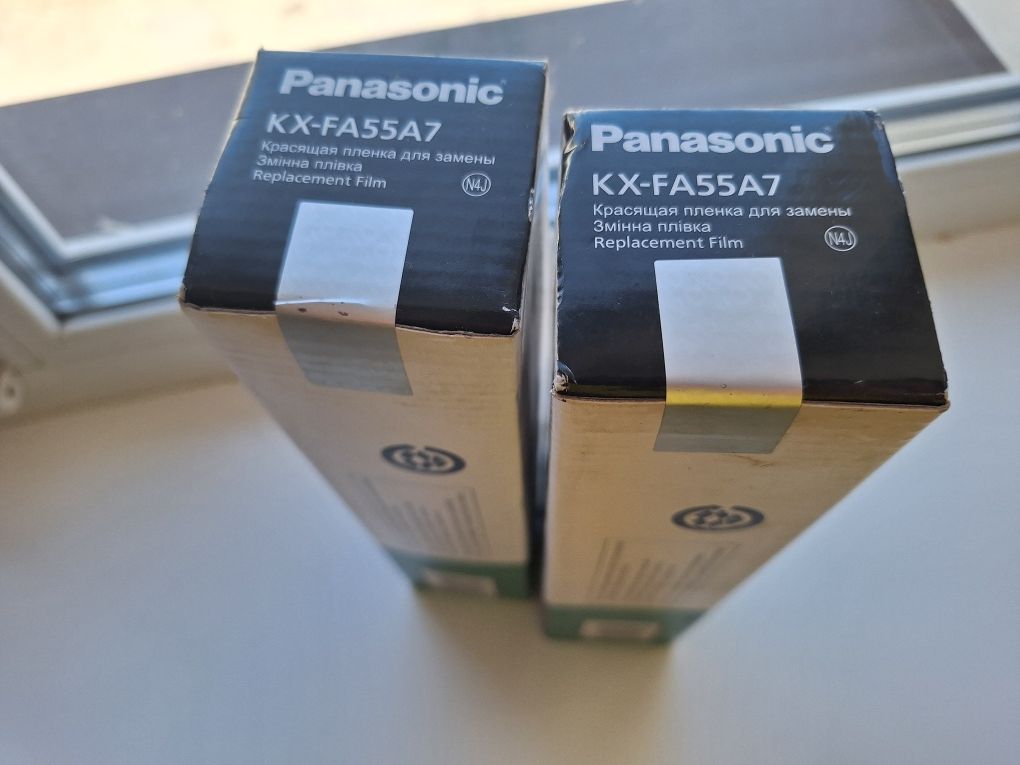 Panasonic
KX-FA55A7
Красящая пленка для замены
Змінна плівка
Replacement Film
N4J
Panasonic
KX-FA55A7
Красящая пленка для замены
Змінна плівка
Replacement Film
N4J